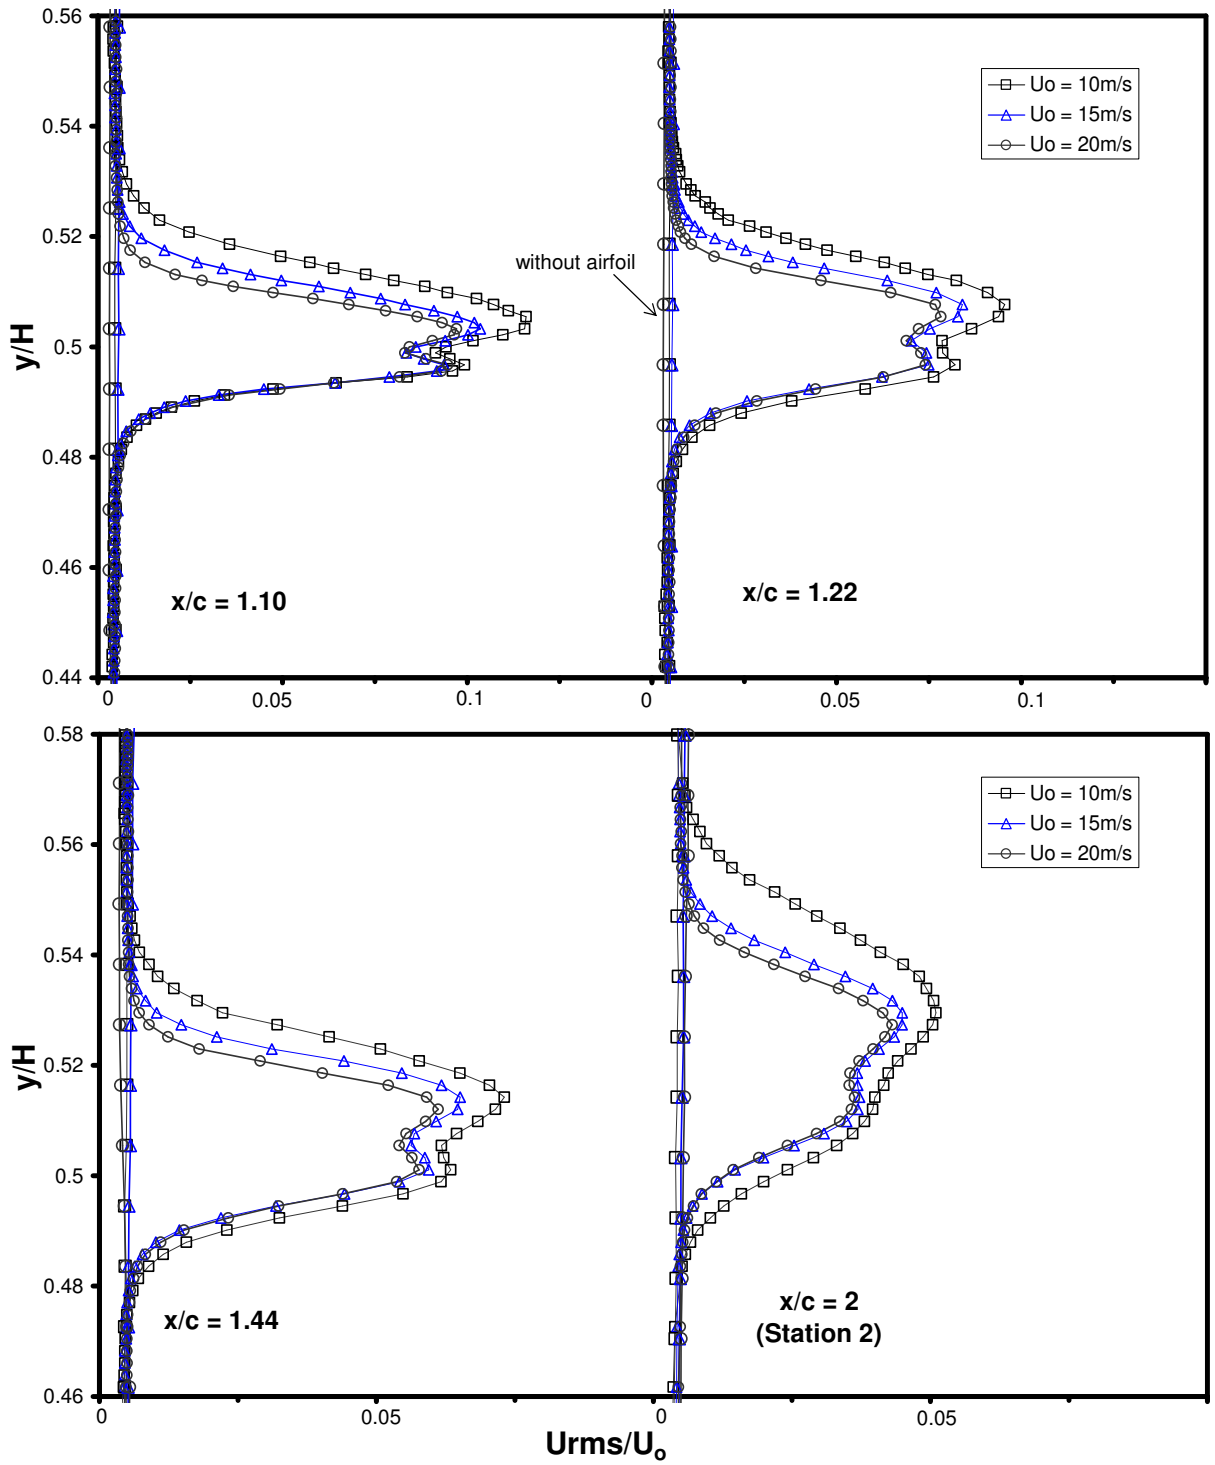 0.56
0.54
0.52
0.5
0.48
0.46
0.44
y/H
Uo = 10m/s
Uo = 15m/s
Uo = 20m/s
without airfoil
x/c = 1.10
x/c = 1.22
0
0.05
0.1
0
0.05
0.1
0.58
0.56
0.54
0.52
0.5
0.48
0.46
y/H
Uo = 10m/s
Uo = 15m/s
Uo = 20m/s
x/c = 1.44
x/c = 2
(Station 2)
0
0.05
0
0.05
Urms/Uo